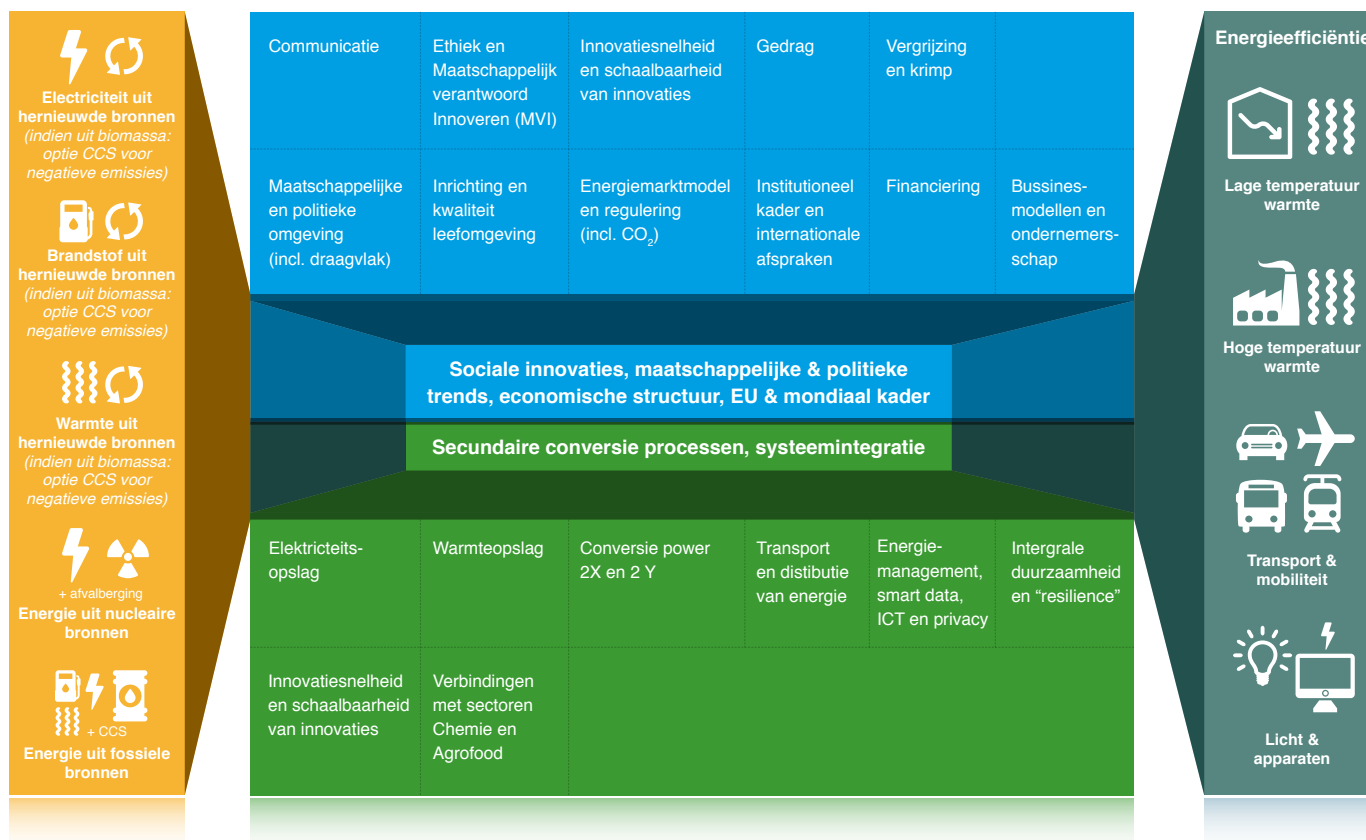 Electriciteit uit
hernieuwde bronnen
(indien uit biomassa:
optie CCS voor
negatieve emissies)
Brandstof uit
hernieuwde bronnen
(indien uit biomassa:
optie CCS voor
negatieve emissies)
Warmte uit
hernieuwde bronnen
(indien uit biomassa:
optie CCS voor
negatieve emissies)
+ afvalberging
Energie uit nucleaire
bronnen
+ CCS
Energie uit fossiele
bronnen
Communicatie
Ethiek en
Maatschappelijk
verantwoord
Innoveren (MVI)
Innovatiesnelheid
en schaalbaarheid
van innovaties
Gedrag
Vergrijzing
en krimp
Maatschappelijke
en politieke
omgeving
(incl. draagvlak)
Inrichting en
kwaliteit
leefomgeving
Energiemarktmodel
en regulering
(incl. CO₂)
Institutioneel
kader en
internationale
afspraken
Financiering
Bussines-
modellen en
ondernemers-
schap
Sociale innovaties, maatschappelijke & politieke
trends, economische structuur, EU & mondiaal kader
Secundaire conversie processen, systeemintegratie
Elektriciteits-
opslag
Warmteopslag
Conversie power
2X en 2 Y
Transport
en distibutie
van energie
Energie-
management,
smart data,
ICT en privacy
Intergrale
duurzaamheid
en “resilience”
Innovatiesnelheid
en schaalbaarheid
van innovaties
Verbindingen
met sectoren
Chemie en
Agrofood
Energieefficiëntie
Lage temperatuur
warmte
Hoge temperatuur
warmte
Transport &
mobiliteit
Licht &
apparaten